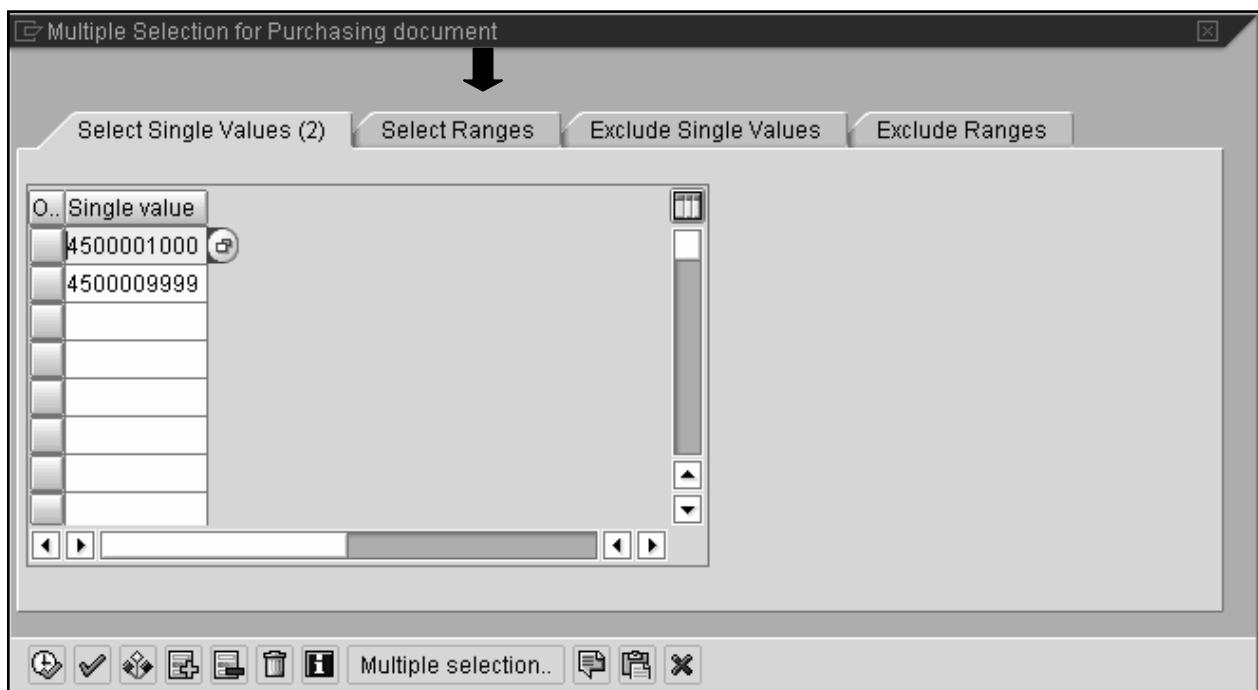 Multiple Selection for Purchasing document
Select Single Values (2) Select Ranges Exclude Single Values Exclude Ranges
O.. Single value
4500001000
4500009999
Multiple selection..